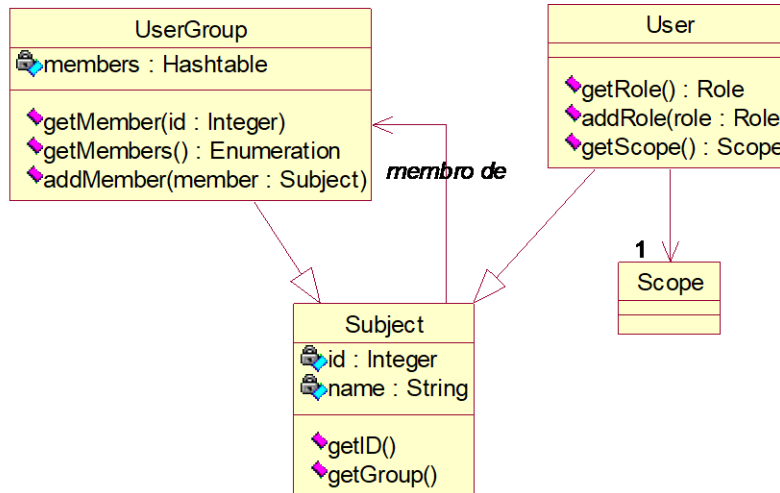 UserGroup
members : Hashtable
getMember(id : Integer)
getMembers() : Enumeration
addMember(member : Subject)
User
getRole() : Role
addRole(role : Role
getScope() : Scope
membro de
1
Scope
Subject
id : Integer
name : String
getID()
getGroup()